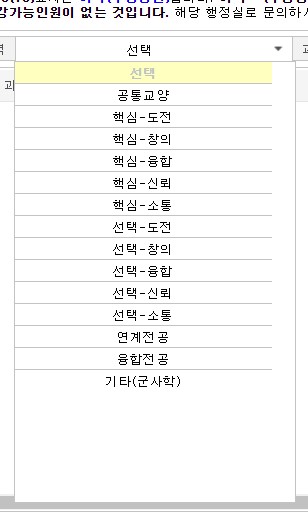 강가능인원이 없는 것입니다. 해당 행정실로 문의하시
선택
선택
공통교양
핵심-도전
핵심-창의
핵심-융합
핵심-신뢰
핵심-소통
선택-도전
선택-창의
선택-융합
선택-신뢰
선택-소통
연계전공
융합전공
기타(군사학)